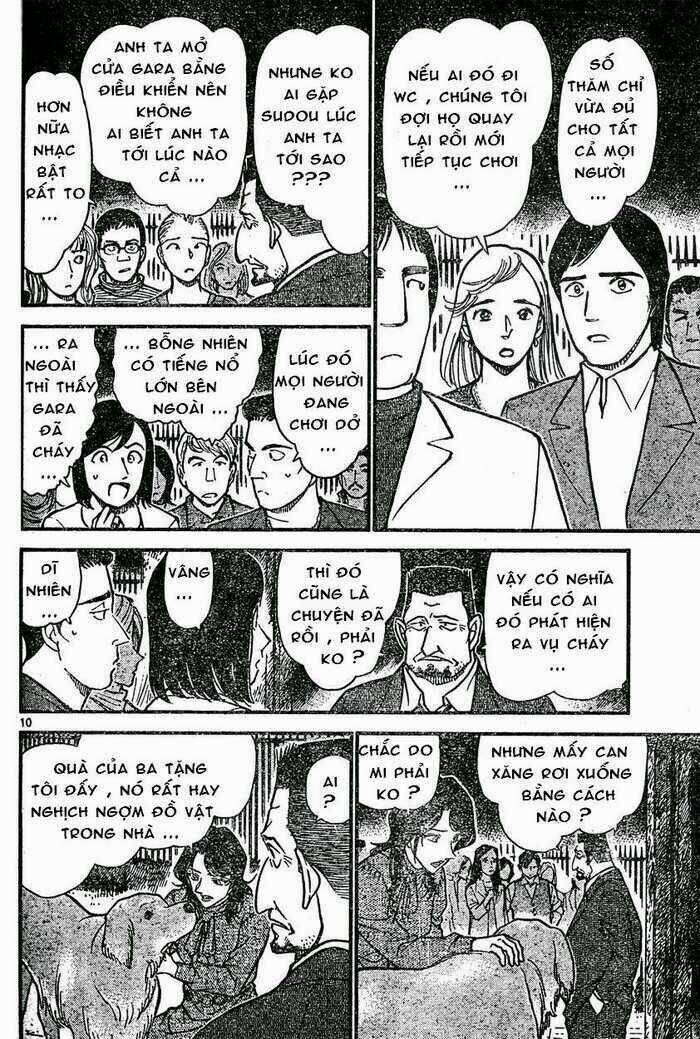 SỐ
THĂM CHỈ
VỪA ĐỦ
CHO TẤT
CẢ MỌI
NGƯỜI
...
NẾU AI ĐÓ ĐI
WC , CHÚNG TÔI
ĐỢI HỌ QUAY
LẠI RỒI MỚI
TIẾP TỤC CHƠI
...
NHƯNG KO
AI GẶP
SUDOU LÚC
ANH TA
TỚI SAO
???
ANH TA MỞ
CỬA GARA BẰNG
ĐIỀU KHIỂN NÊN
KHÔNG
AI BIẾT ANH TA
TỚI LÚC NÀO
CẢ ...
HƠN
NỮA
NHẠC
BẬT
RẤT TO
...
LÚC ĐÓ
MỌI NGƯỜI
ĐANG
CHƠI DỞ
...
... BỖNG NHIÊN
CÓ TIẾNG NỔ
LỚN BÊN
NGOÀI ...
... RA
NGOÀI
THÌ THẤY
GARA
ĐÃ
CHÁY
...
VẬY CÓ NGHĨA
NẾU CÓ AI
ĐÓ PHÁT HIỆN
RA VỤ CHÁY
...
THÌ ĐÓ
CŨNG LÀ
CHUYỆN ĐÃ
RỒI , PHẢI
KO ?
VÂNG
...
DĨ
NHIÊN
...
10
NHƯNG MẤY CAN
XĂNG RƠI XUỐNG
BẰNG CÁCH
NÀO ?
CHẮC DO
MI PHẢI
KO ?
AI
?
QUÀ CỦA BA TẶNG
TÔI ĐẤY , NÓ RẤT HAY
NGHỊCH NGỢM ĐỒ VẬT
TRONG NHÀ ...